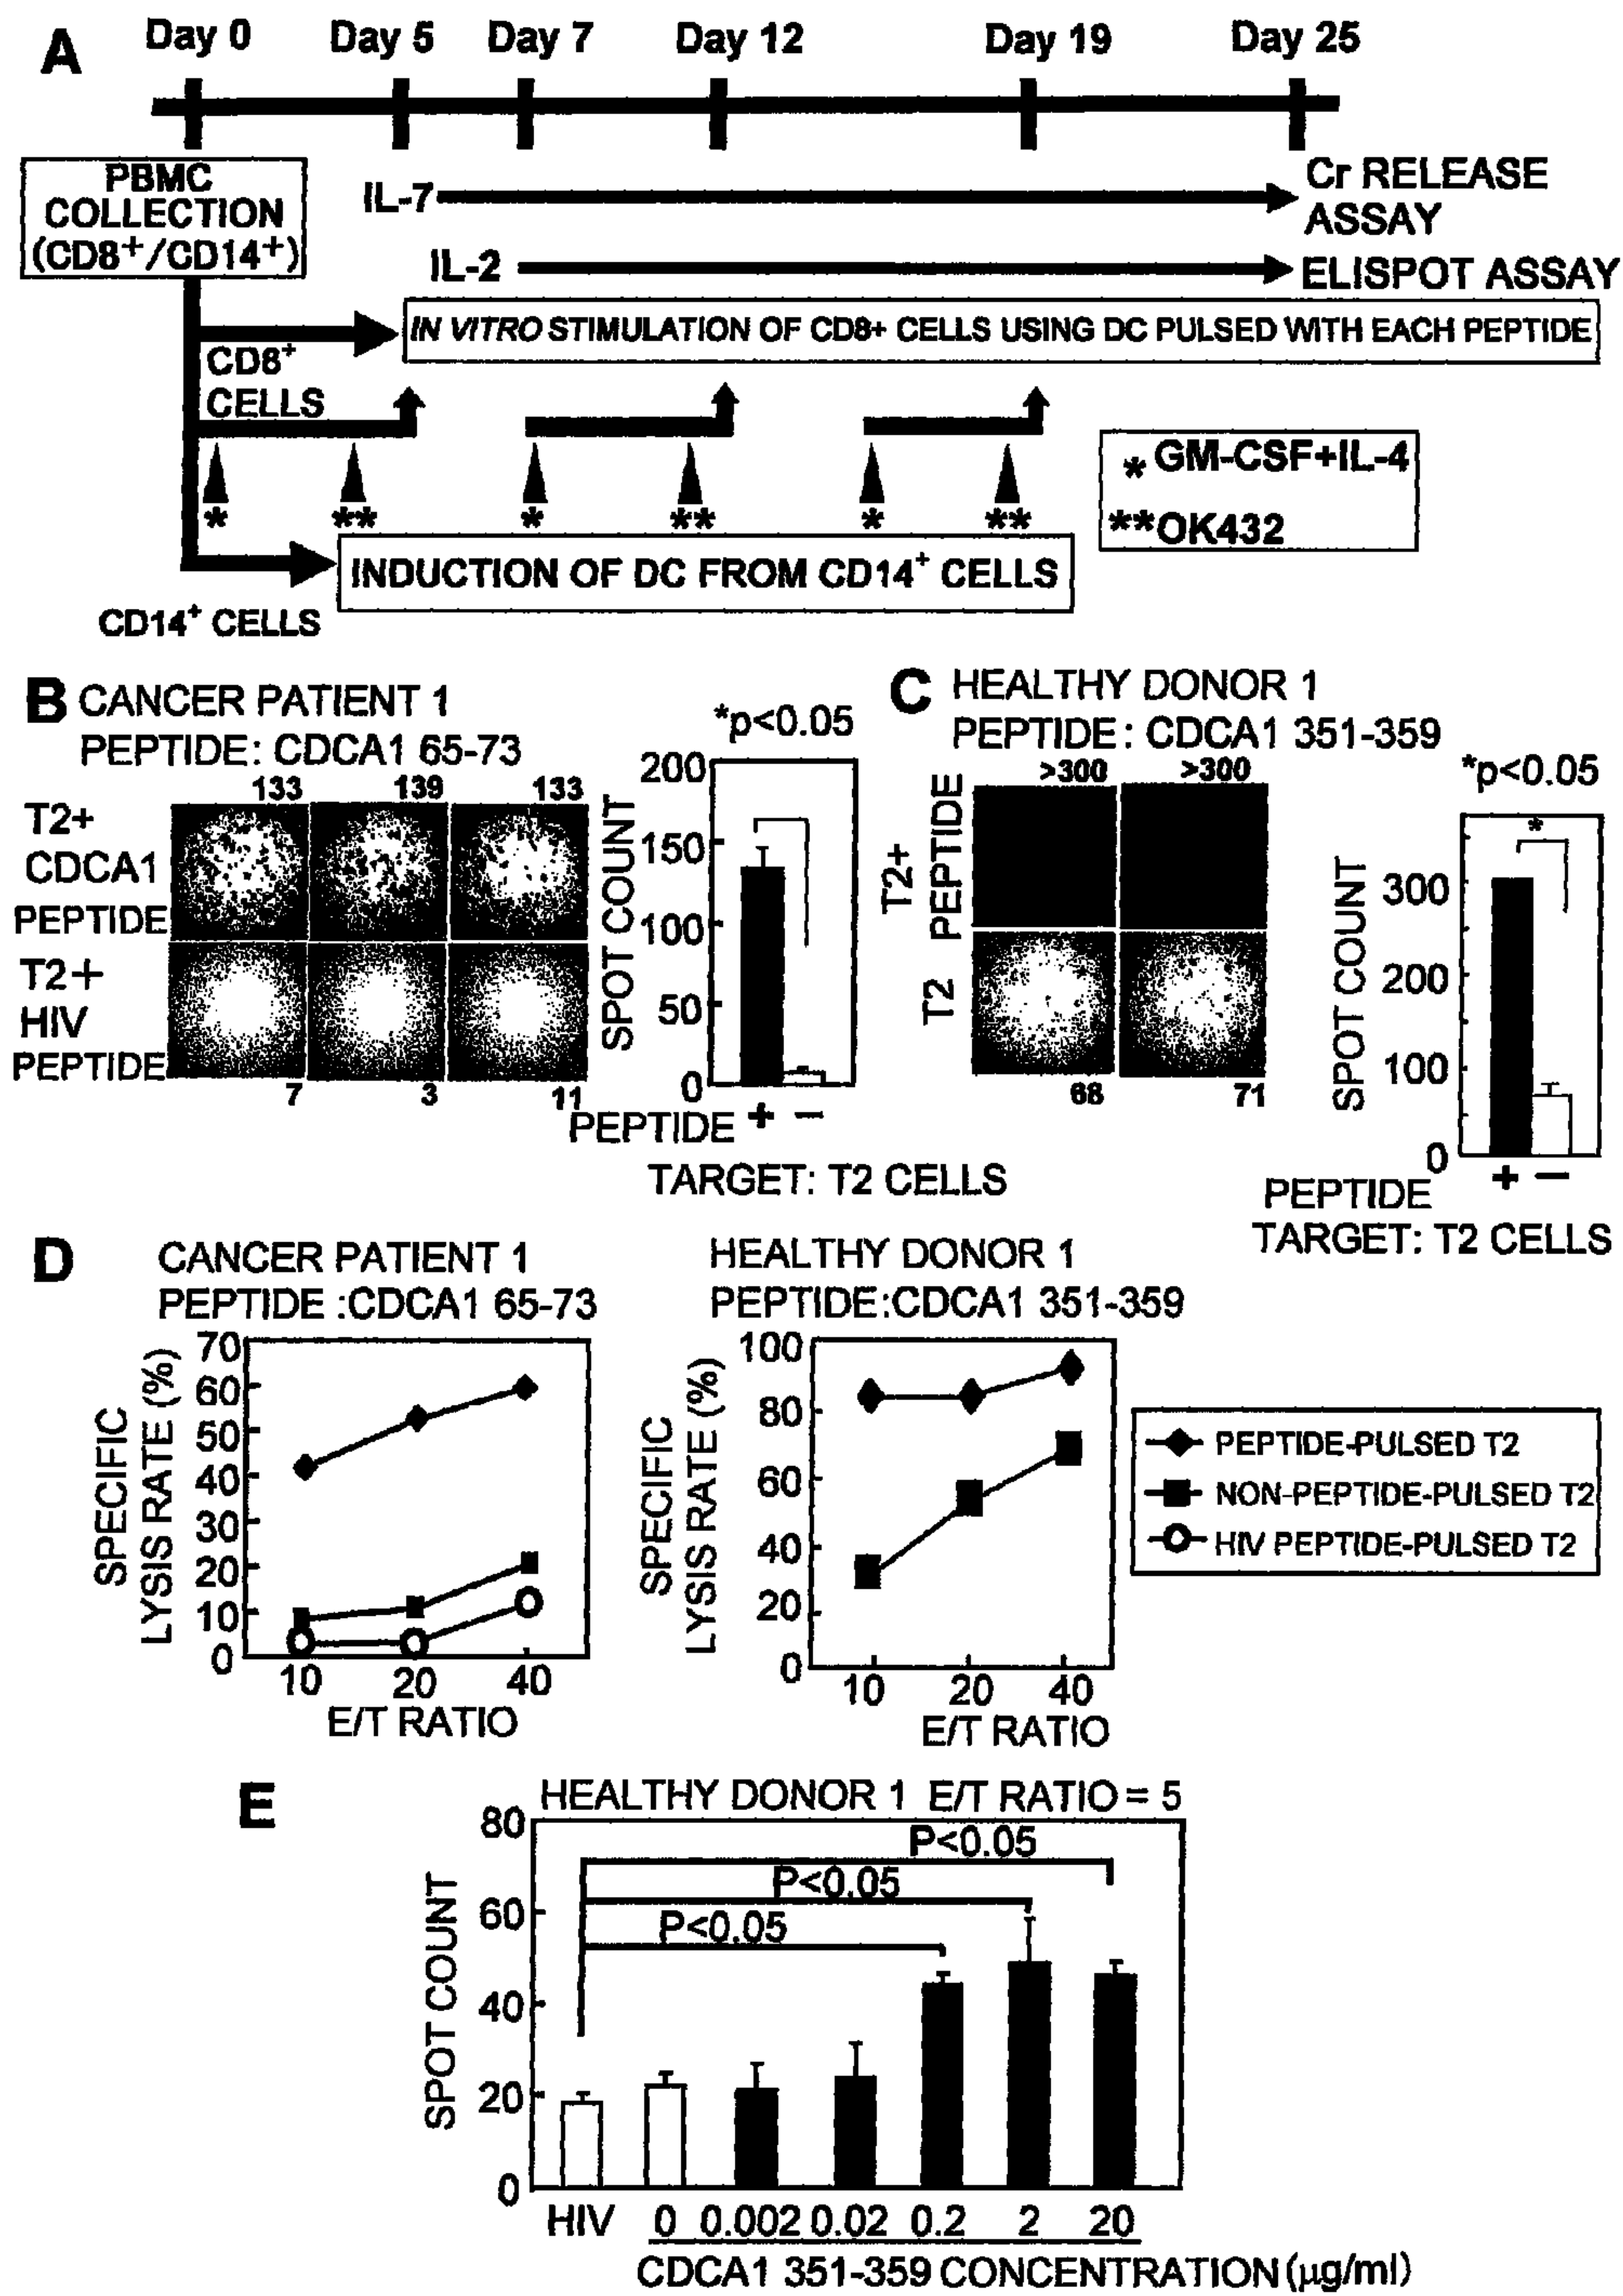 A
Day 0 Day 5 Day 7 Day 12 Day 19 Day 25
PBMC
COLLECTION
(CD8+/CD14+)
IL-7
Cr RELEASE
ASSAY
IL-2
ELISPOT ASSAY
IN VITRO STIMULATION OF CD8+ CELLS USING DC PULSED WITH EACH PEPTIDE
CD8+
CELLS
* ** * ** * **
* GM-CSF+IL-4
**OK432
INDUCTION OF DC FROM CD14+ CELLS
CD14+ CELLS
B CANCER PATIENT 1
PEPTIDE: CDCA1 65-73
133 139 133
T2+
CDCA1
PEPTIDE
T2+
HIV
PEPTIDE
7 3 11
*p<0.05
SPOT COUNT
200
150
100
50
0
PEPTIDE + −
TARGET: T2 CELLS
C HEALTHY DONOR 1
PEPTIDE: CDCA1 351-359
>300 >300
T2+
PEPTIDE
T2
68 71
*p<0.05
*
SPOT COUNT
300
200
100
0
+ −
PEPTIDE
TARGET: T2 CELLS
D
CANCER PATIENT 1
PEPTIDE :CDCA1 65-73
SPECIFIC
LYSIS RATE (%)
70
60
50
40
30
20
10
0
10 20 40
E/T RATIO
HEALTHY DONOR 1
PEPTIDE:CDCA1 351-359
SPECIFIC
LYSIS RATE (%)
100
80
60
40
20
0
10 20 40
E/T RATIO
PEPTIDE-PULSED T2
NON-PEPTIDE-PULSED T2
HIV PEPTIDE-PULSED T2
E
HEALTHY DONOR 1 E/T RATIO = 5
SPOT COUNT
80
60
40
20
0
P<0.05
P<0.05
P<0.05
HIV 0 0.002 0.02 0.2 2 20
CDCA1 351-359 CONCENTRATION (μg/ml)